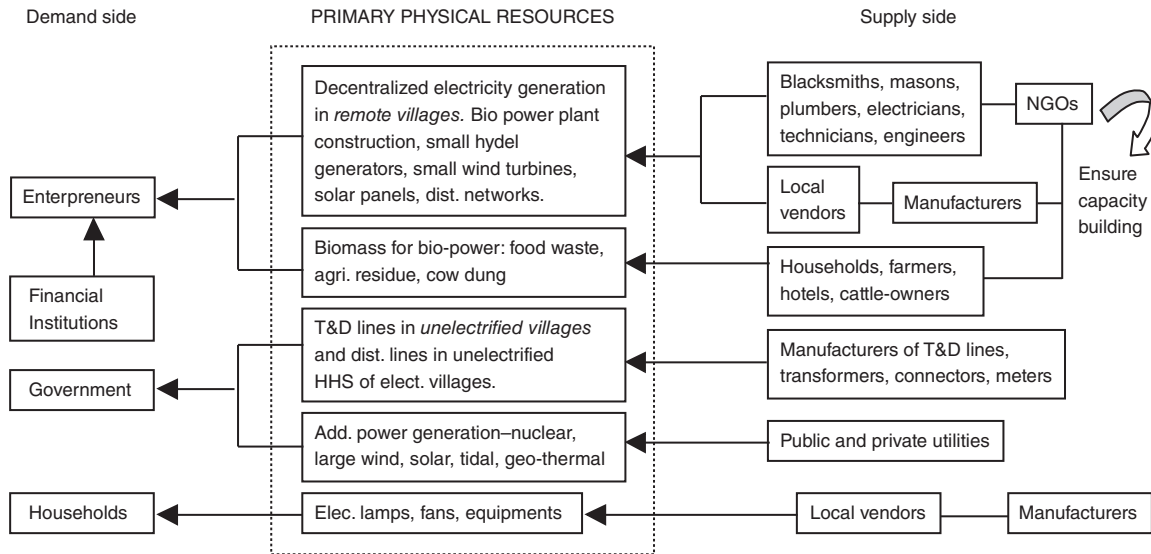 Demand side
PRIMARY PHYSICAL RESOURCES
Supply side
Decentralized electricity generation
in remote villages. Bio power plant
construction, small hydel
generators, small wind turbines,
solar panels, dist. networks.
Blacksmiths, masons,
plumbers, electricians,
technicians, engineers
NGOs
Ensure
capacity
building
Enterpreneurs
Local
vendors
Manufacturers
Biomass for bio-power: food waste,
agri. residue, cow dung
Households, farmers,
hotels, cattle-owners
Financial
Institutions
T&D lines in unelectrified villages
and dist. lines in unelectrified
HHS of elect. villages.
Manufacturers of T&D lines,
transformers, connectors, meters
Government
Add. power generation–nuclear,
large wind, solar, tidal, geo-thermal
Public and private utilities
Households
Elec. lamps, fans, equipments
Local vendors
Manufacturers